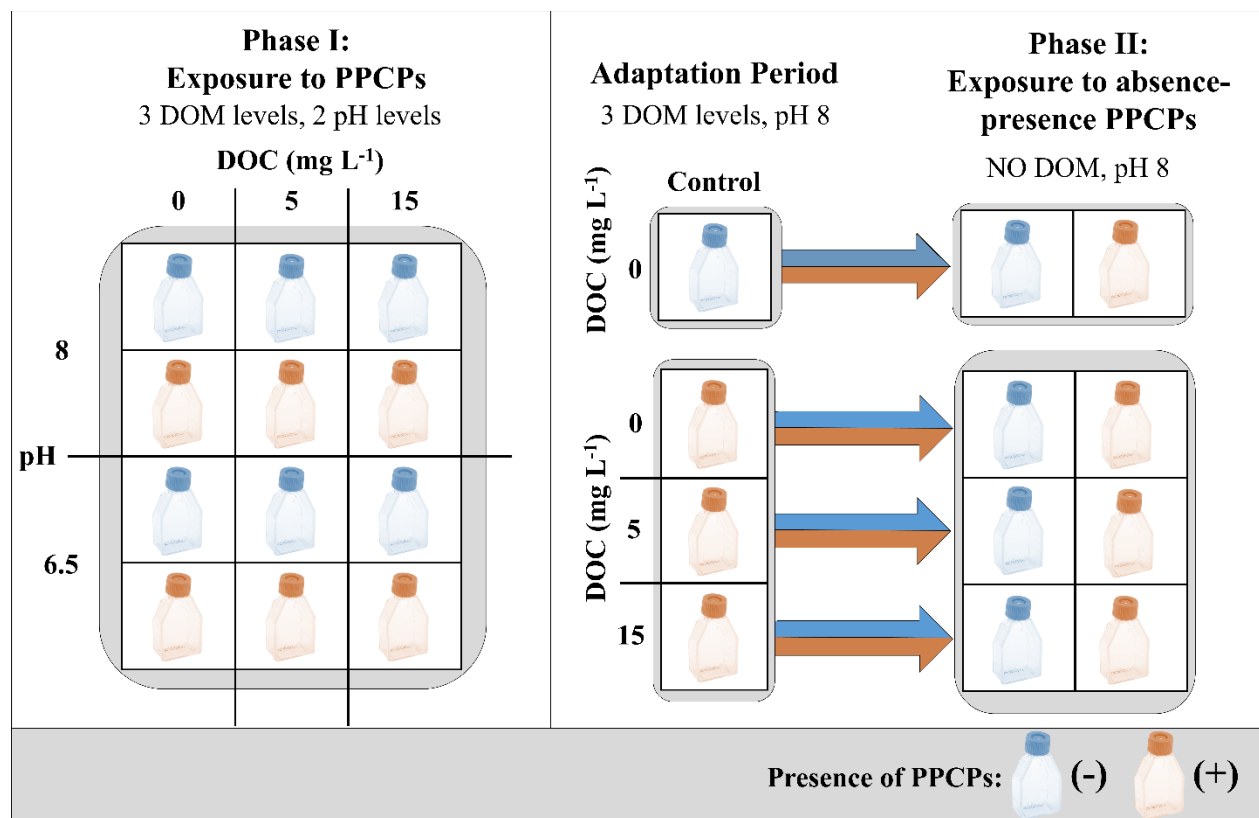 Phase I:
Exposure to PPCPs
3 DOM levels, 2 pH levels
DOC (mg L-1)
0 5 15
8
pH
6.5
Adaptation Period
3 DOM levels, pH 8
Control
DOC (mg L-1)
0
DOC (mg L-1)
0
5
15
Phase II:
Exposure to absence-
presence PPCPs
NO DOM, pH 8
Presence of PPCPs: (-) (+)